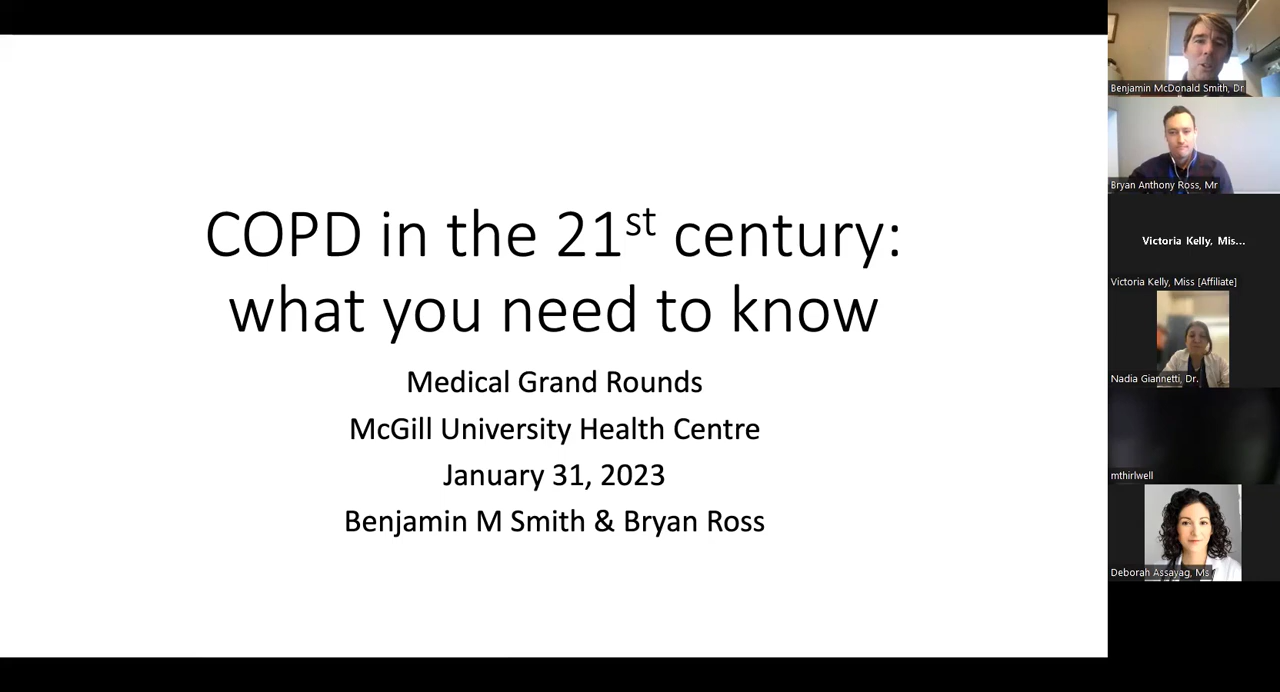 COPD in the 21st century:
what you need to know
Medical Grand Rounds
McGill University Health Centre
January 31, 2023
Benjamin M Smith & Bryan Ross
Benjamin McDonald Smith, Dr
Bryan Anthony Ross, Mr
Victoria Kelly, Mis...
Victoria Kelly, Miss [Affiliate]
Nadia Giannetti, Dr.
mthirlwell
Deborah Assayag, Ms